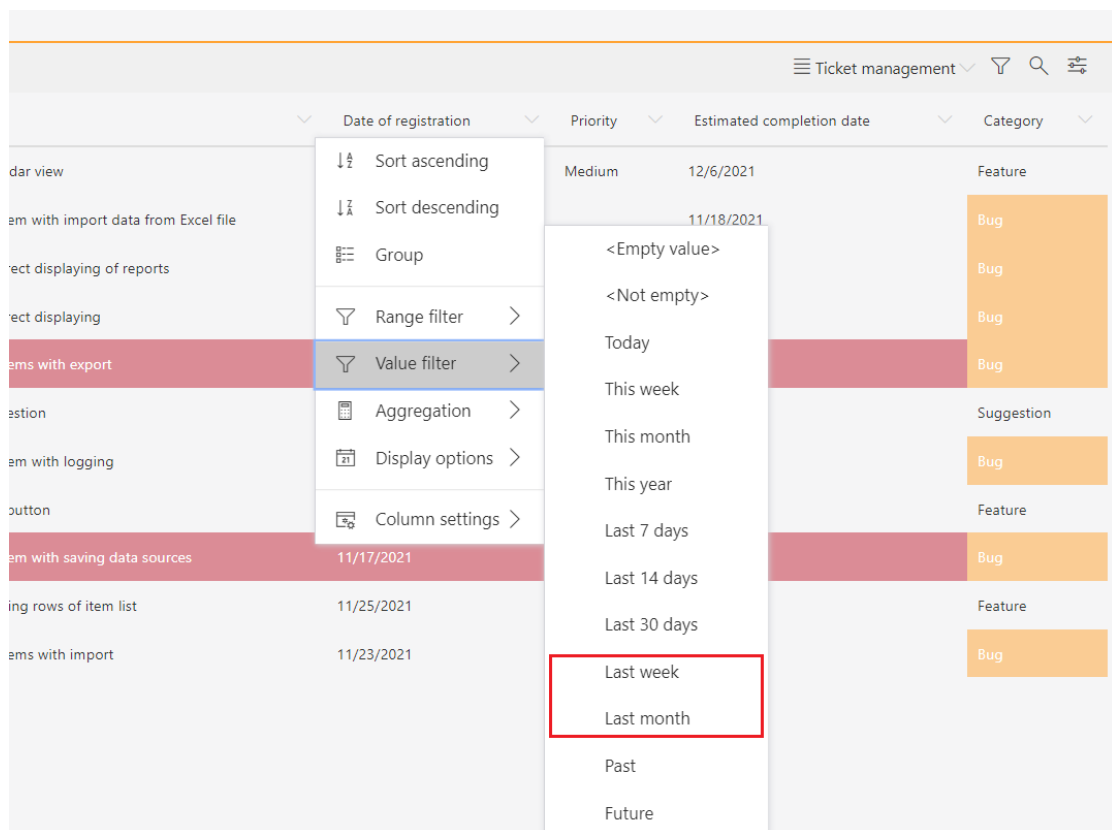 Ticket management
Date of registration Priority Estimated completion date Category
dar view Medium 12/6/2021 Feature
em with import data from Excel file 11/18/2021 Bug
rect displaying of reports Bug
rect displaying Bug
ems with export Bug
estion Suggestion
em with logging Bug
button Feature
em with saving data sources 11/17/2021 Bug
ing rows of item list 11/25/2021 Feature
ems with import 11/23/2021 Bug
Sort ascending
Sort descending
Group
Range filter
Value filter
Aggregation
21 Display options
Column settings
<Empty value>
<Not empty>
Today
This week
This month
This year
Last 7 days
Last 14 days
Last 30 days
Last week
Last month
Past
Future